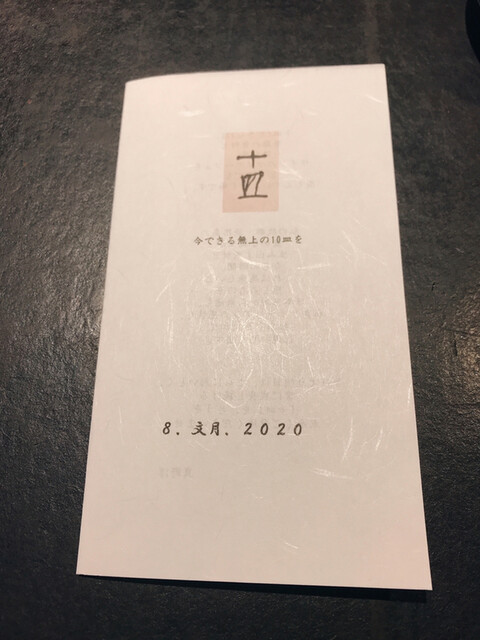 十
皿
今できる無上の10皿を
8. 文月. 2020